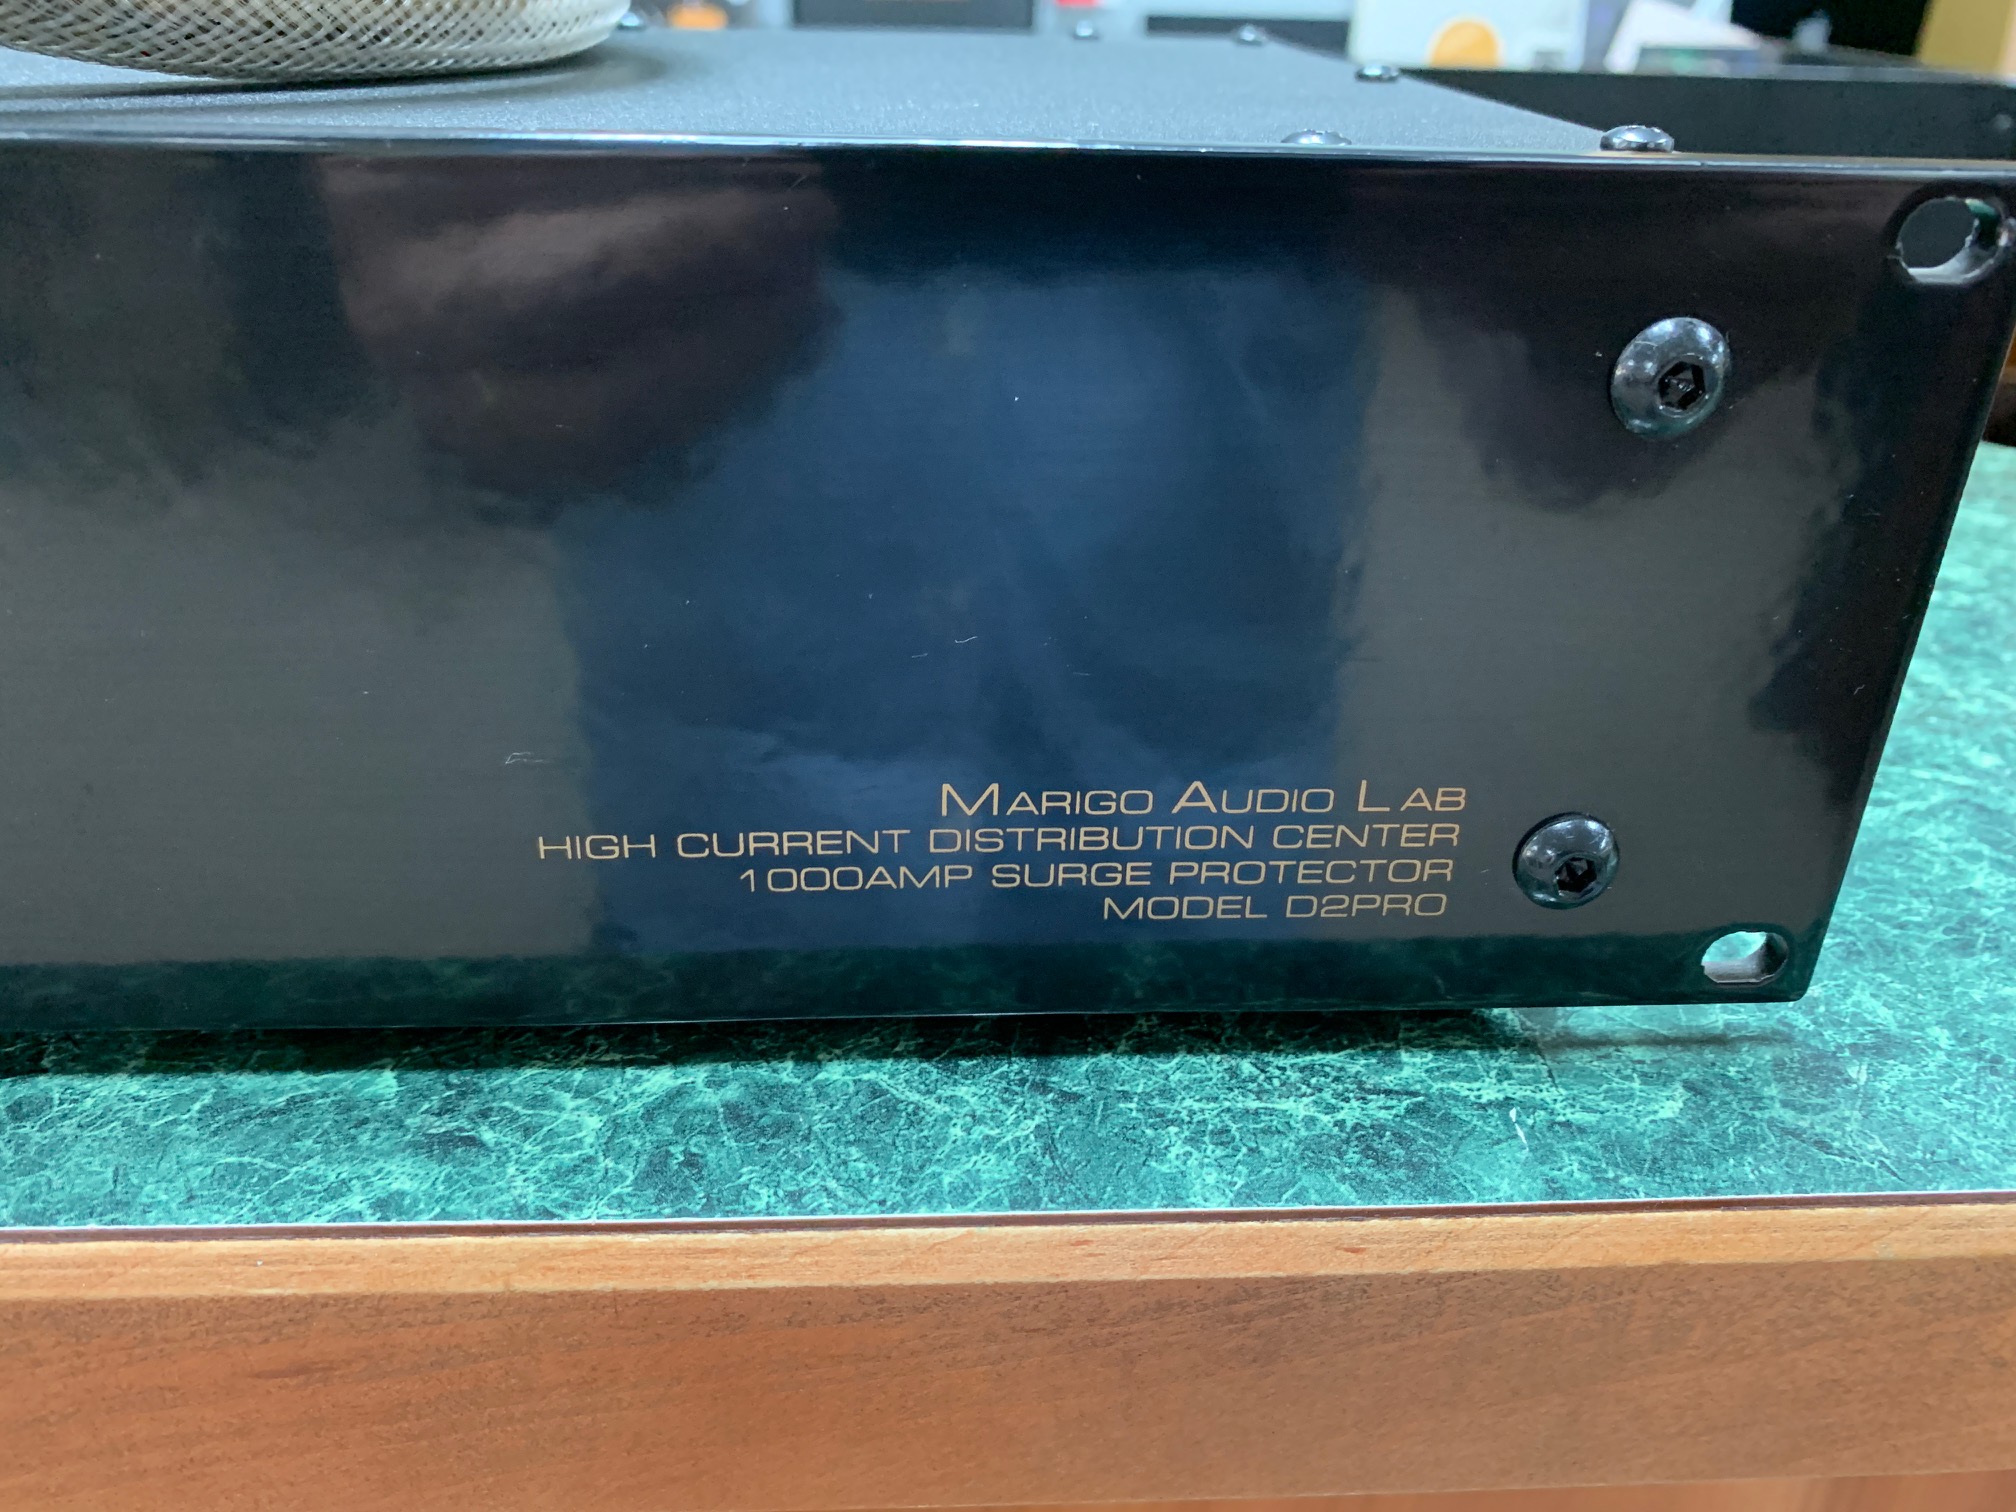 MARIGO AUDIO LAB
HIGH CURRENT DISTRIBUTION CENTER
1000AMP SURGE PROTECTOR
MODEL D2PRO